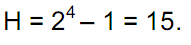 H = 2⁴ – 1 = 15.